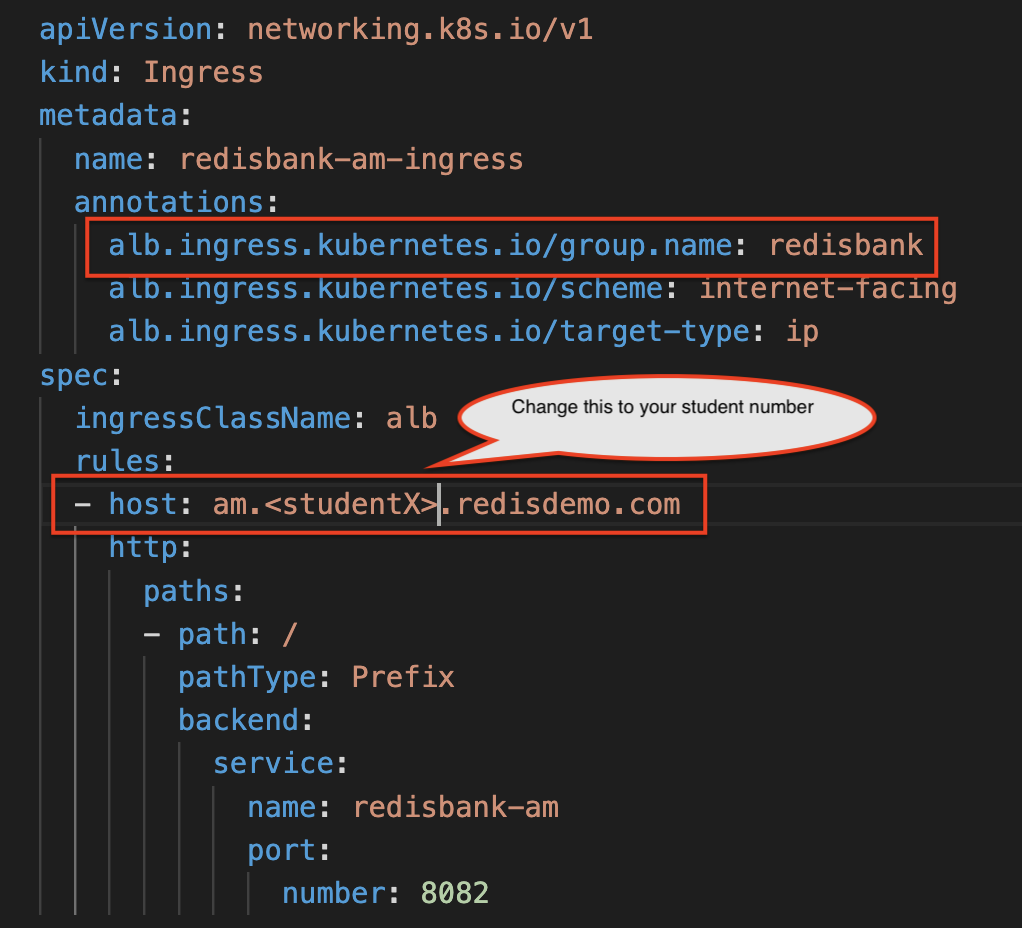 apiVersion: networking.k8s.io/v1
kind: Ingress
metadata:
  name: redisbank-am-ingress
  annotations:
    alb.ingress.kubernetes.io/group.name: redisbank
    alb.ingress.kubernetes.io/scheme: internet-facing
    alb.ingress.kubernetes.io/target-type: ip
spec:
  ingressClassName: alb
Change this to your student number
  rules:
  - host: am.<studentX>.redisdemo.com
    http:
      paths:
      - path: /
        pathType: Prefix
        backend:
          service:
            name: redisbank-am
            port:
              number: 8082